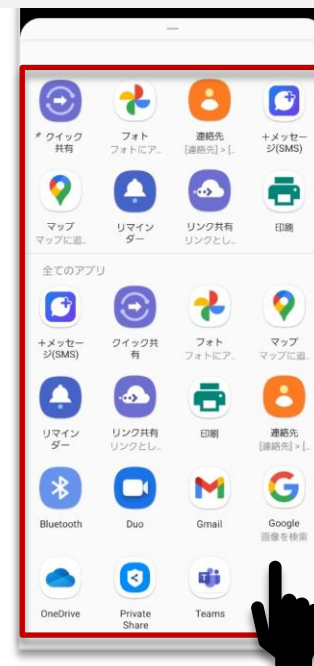 クイック
共有
フォト
フォトにア..
連絡先
[連絡先] > [..
+メッセー
ジ(SMS)
マップ
マップに追..
リマイン
ダー
リンク共有
リンクとし..
印刷
全てのアプリ
+メッセー
ジ(SMS)
クイック共
有
フォト
フォトにア..
マップ
マップに追..
リマイン
ダー
リンク共有
リンクとし..
印刷
連絡先
[連絡先] > [..
Bluetooth
Duo
Gmail
Google
画像を検索
OneDrive
Private
Share
Teams